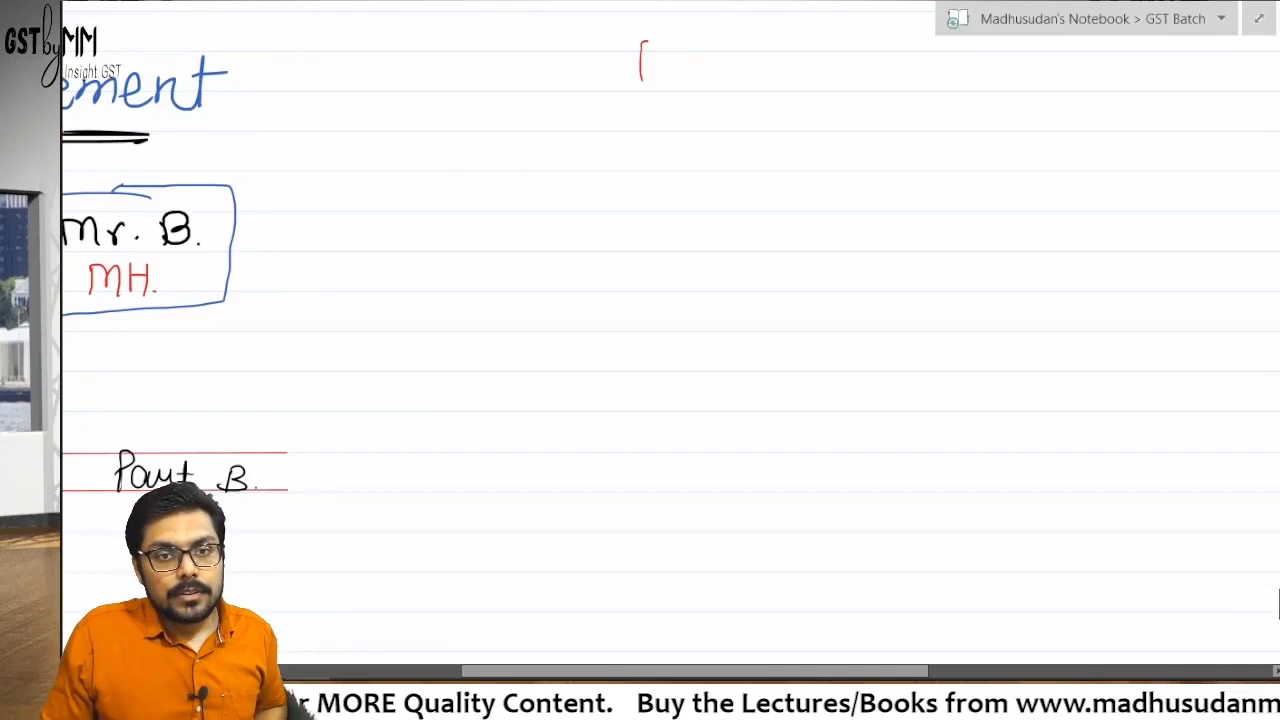 GST by MM
Insight GST
Madhusudan's Notebook > GST Batch
ement
Mr. B.
MH.
Part B.
r MORE Quality Content. Buy the Lectures/Books from www.madhusudanm